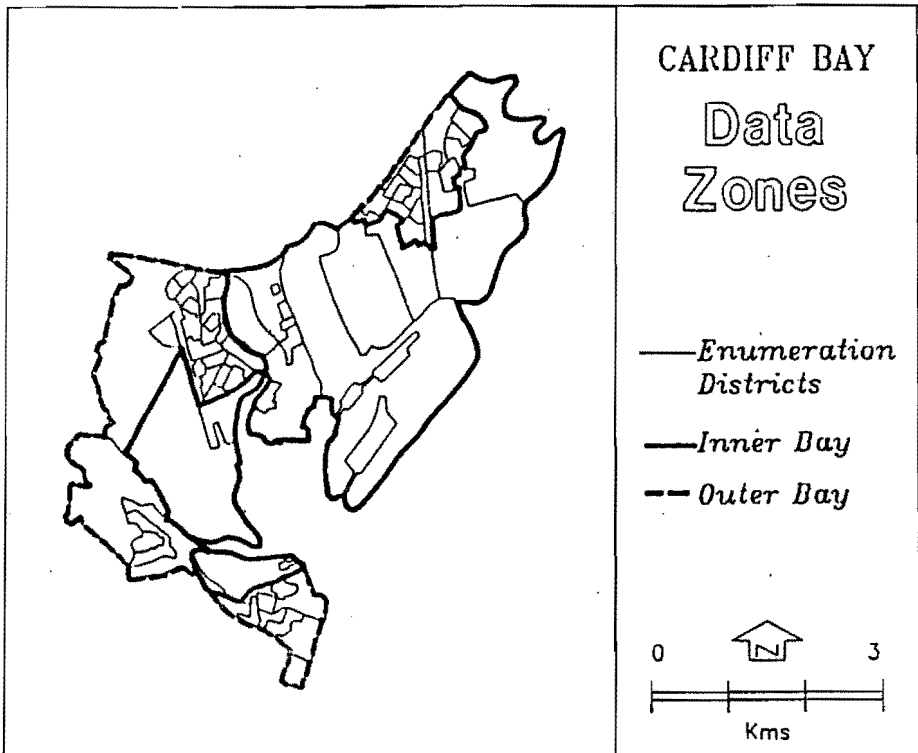 CARDIFF BAY
Data
Zones
Enumeration
Districts
Inner Bay
Outer Bay
N
0 3
Kms